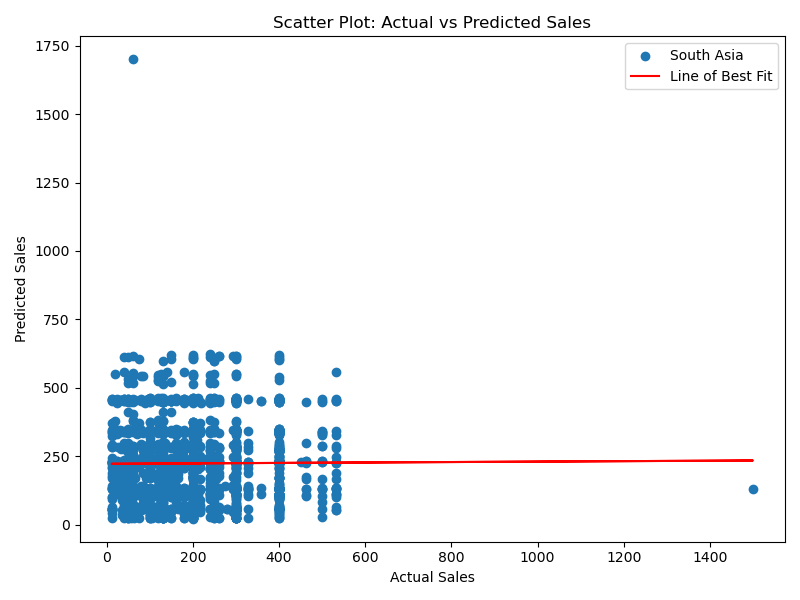 Scatter Plot: Actual vs Predicted Sales
South Asia
Line of Best Fit
1750
1500
1250
1000
750
500
250
0
Predicted Sales
0 200 400 600 800 1000 1200 1400
Actual Sales